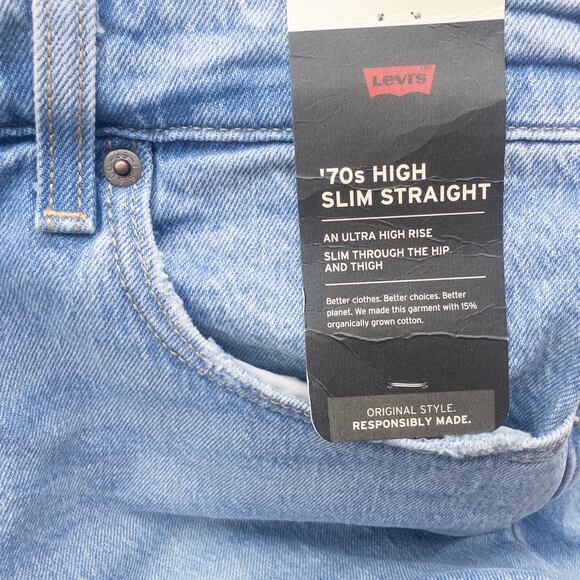 Levi's
'70s HIGH
SLIM STRAIGHT
AN ULTRA HIGH RISE
SLIM THROUGH THE HIP
AND THIGH
Better clothes. Better choices. Better
planet. We made this garment with 15%
organically grown cotton.
ORIGINAL STYLE.
RESPONSIBLY MADE.